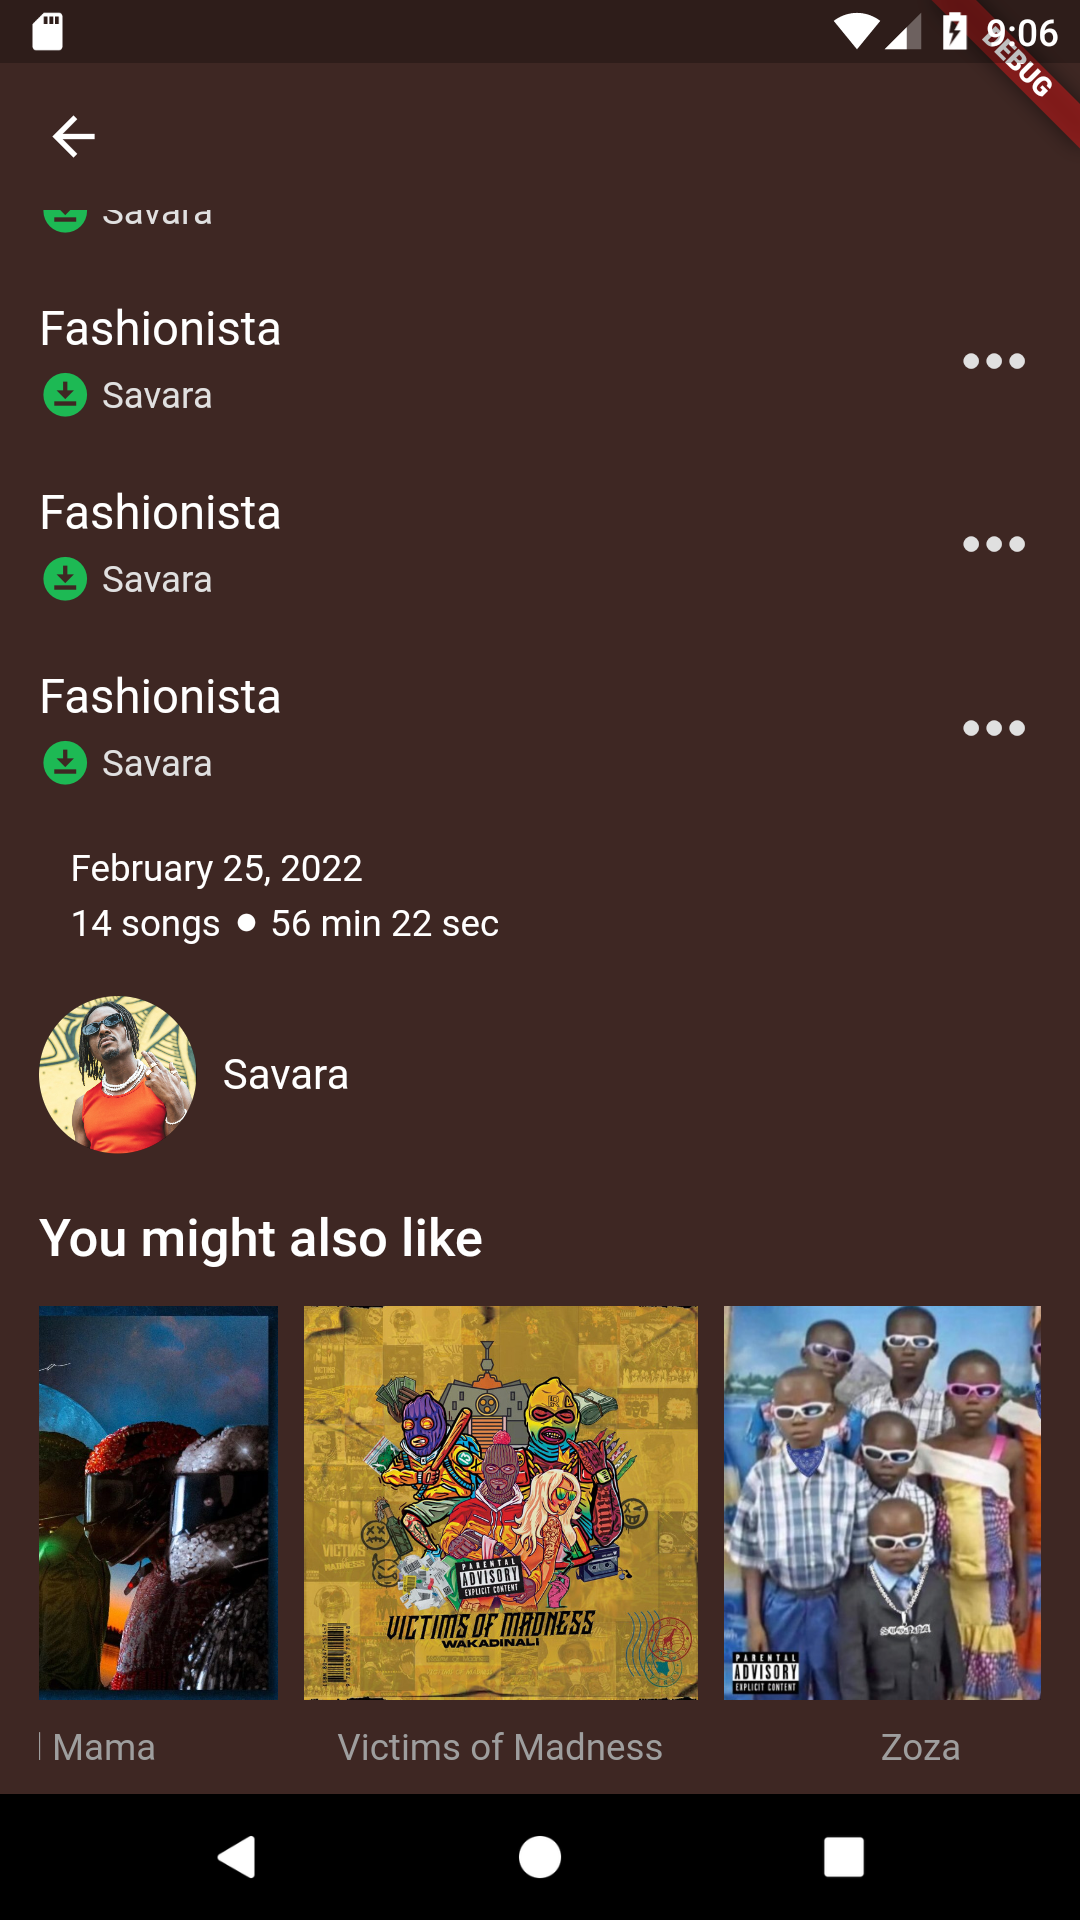 9:06
DEBUG
Savara
Fashionista
Savara
Fashionista
Savara
Fashionista
Savara
February 25, 2022
14 songs ● 56 min 22 sec
Savara
You might also like
VICTIMS
MADNESS
PARENTAL
ADVISORY
EXPLICIT CONTENT
VICTIMS OF MADNESS
WAKADINALI
PARENTAL
ADVISORY
EXPLICIT CONTENT
l Mama
Victims of Madness
Zoza